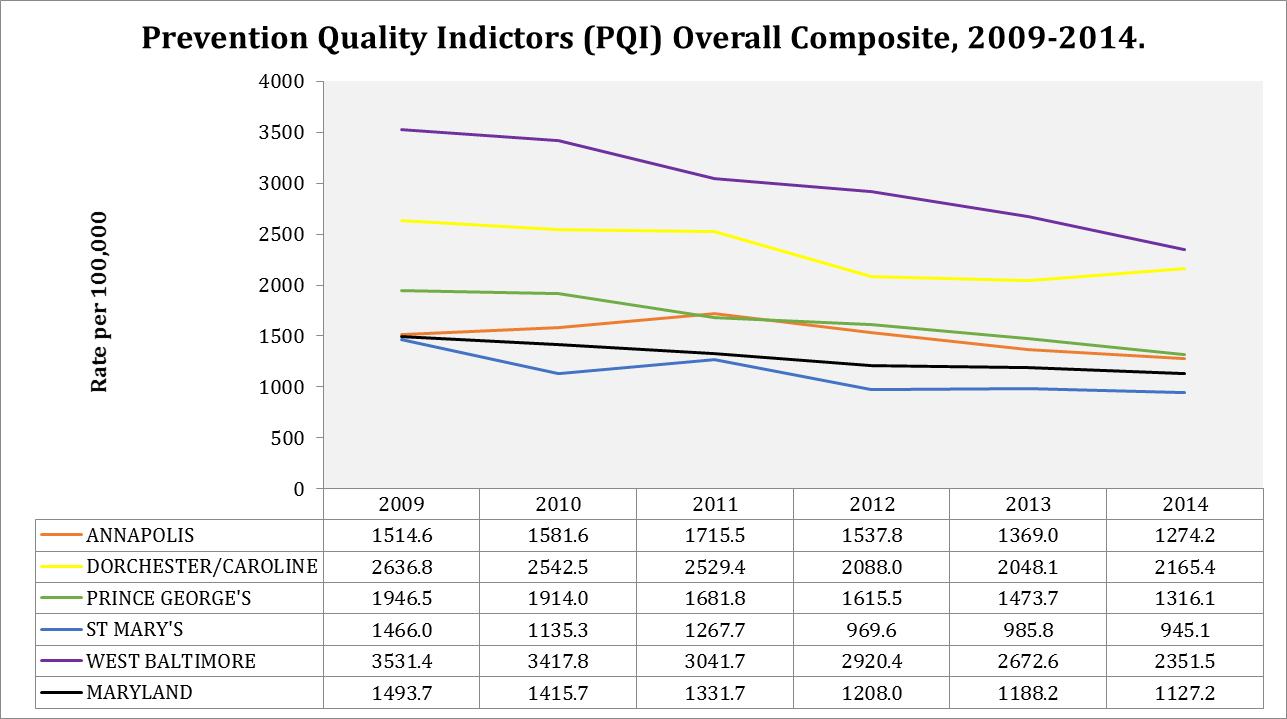 Prevention Quality Indictors (PQI) Overall Composite, 2009-2014.
4000
3500
3000
2500
2000
1500
1000
500
0
Rate per 100,000
2009 2010 2011 2012 2013 2014
ANNAPOLIS 1514.6 1581.6 1715.5 1537.8 1369.0 1274.2
DORCHESTER/CAROLINE 2636.8 2542.5 2529.4 2088.0 2048.1 2165.4
PRINCE GEORGE'S 1946.5 1914.0 1681.8 1615.5 1473.7 1316.1
ST MARY'S 1466.0 1135.3 1267.7 969.6 985.8 945.1
WEST BALTIMORE 3531.4 3417.8 3041.7 2920.4 2672.6 2351.5
MARYLAND 1493.7 1415.7 1331.7 1208.0 1188.2 1127.2